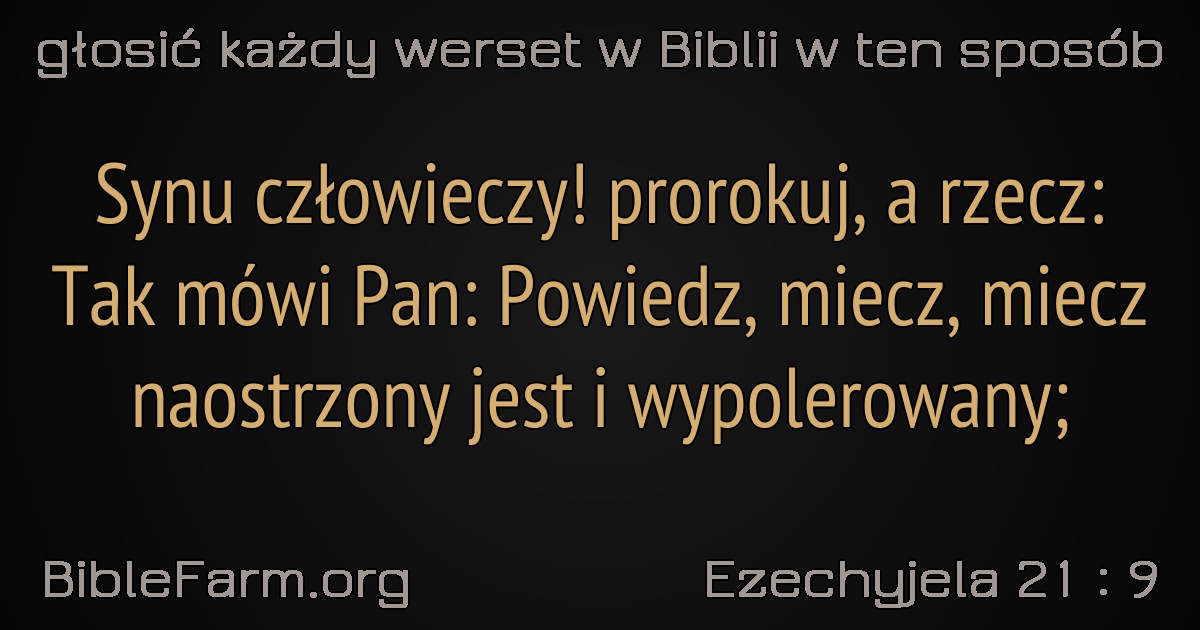 głosić każdy werset w Biblii w ten sposób
Synu człowieczy! prorokuj, a rzecz:
Tak mówi Pan: Powiedz, miecz, miecz
naostrzony jest i wypolerowany;
BibleFarm.org
Ezechyjela 21 : 9